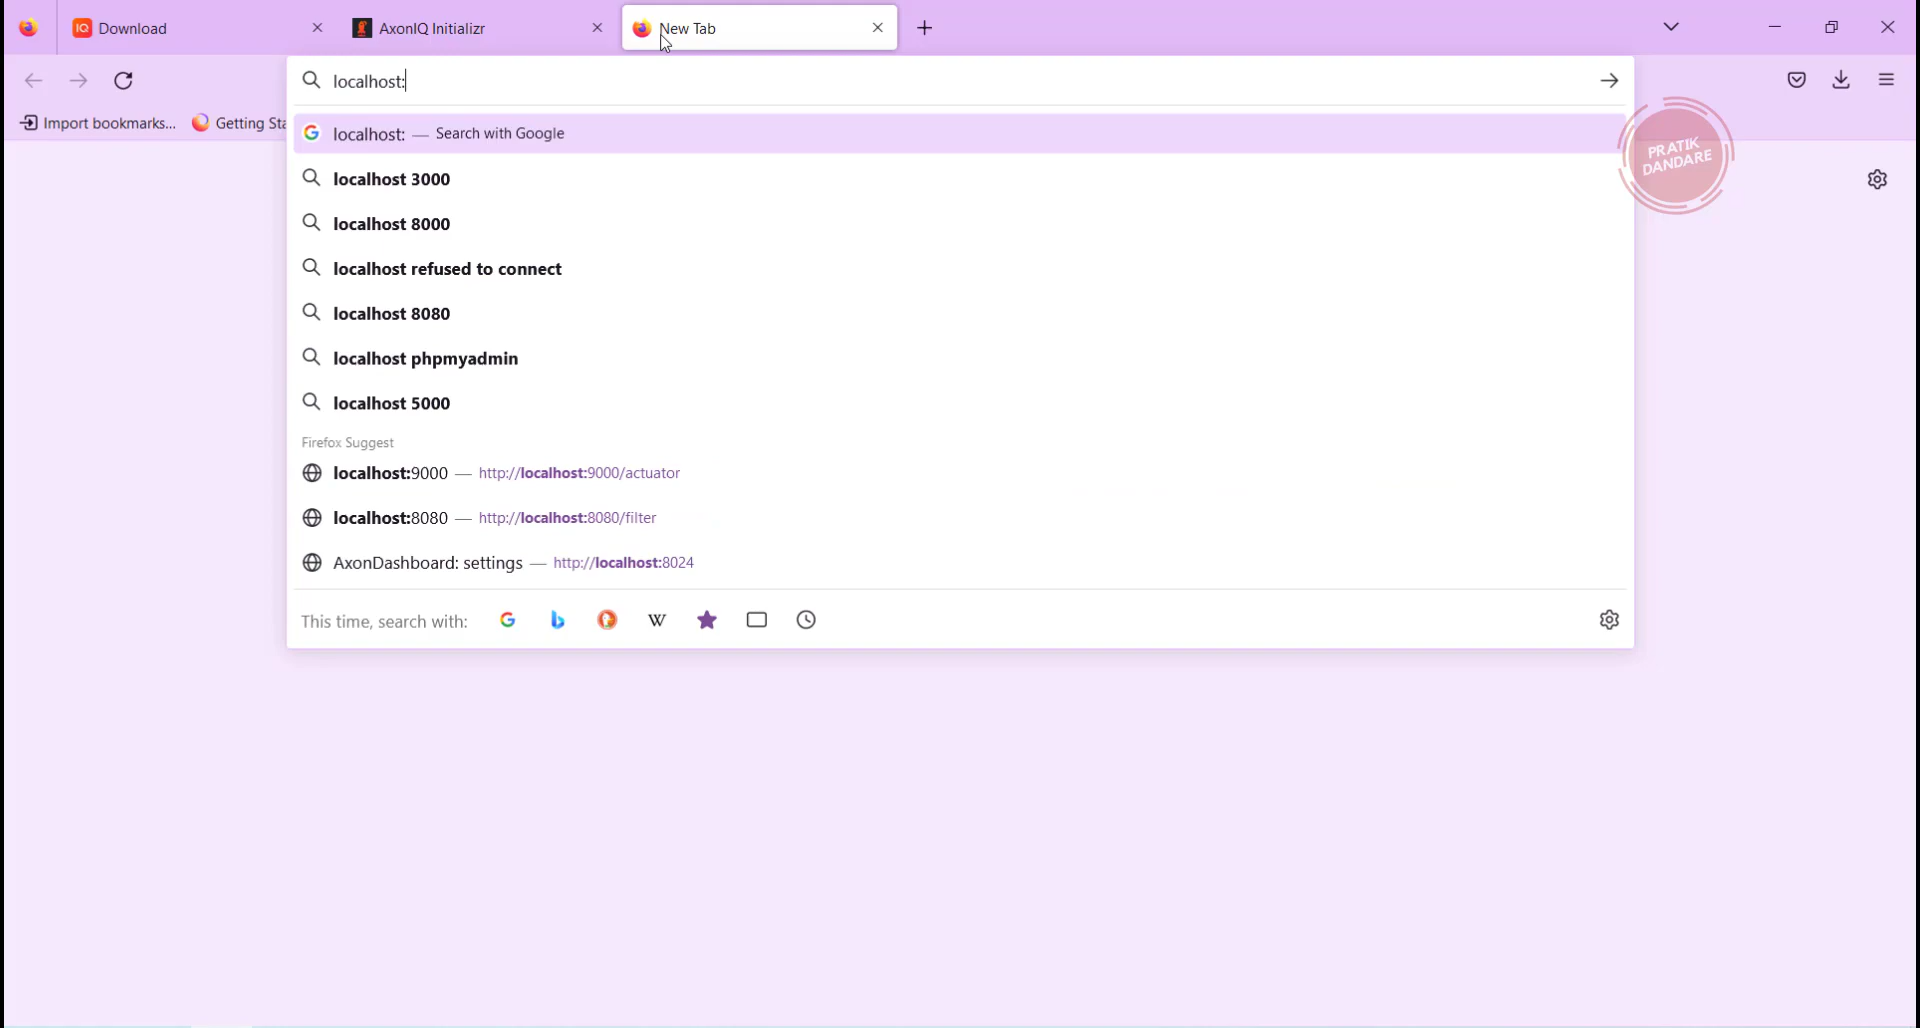 IQ Download
AxonIQ Initializr
New Tab
localhost:
Import bookmarks...
Getting Sta
localhost: — Search with Google
PRATIK
DANDARE
localhost 3000
localhost 8000
localhost refused to connect
localhost 8080
localhost phpmyadmin
localhost 5000
Firefox Suggest
localhost:9000 — http://localhost:9000/actuator
localhost:8080 — http://localhost:8080/filter
AxonDashboard: settings — http://localhost:8024
This time, search with: